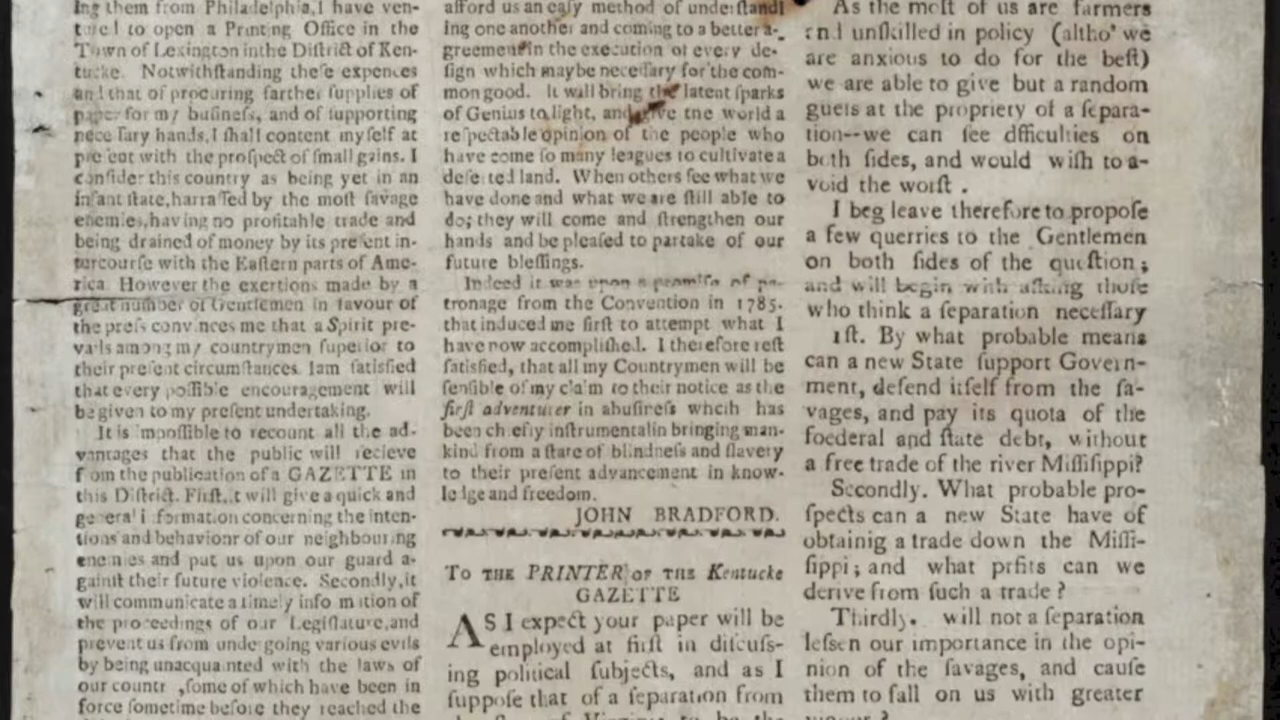 ing them from Philadelphia, I have ven-
tured to open a Printing Office in the
Town of Lexington in the District of Ken-
tucke. Notwithſtanding theſe expences
and that of procuring farther ſupplies of
paper for my buſineſs, and of ſupporting
neceſſary hands, I ſhall content myſelf at
preſent with the proſpect of ſmall gains. I
conſider this country as being yet in an
infant ſtate, harraſſed by the moſt ſavage
enemies, having no profitable trade and
being drained of money by its preſent in-
tercourſe with the Eaſtern parts of Ame-
rica. However the exertions made by a
great number of Gentlemen in favour of
the preſs convinces me that a Spirit pre-
vails among my countrymen ſuperior to
their preſent circumſtances. I am ſatisfied
that every poſſible encouragement will
be given to my preſent undertaking.
It is impoſſible to recount all the ad-
vantages that the public will recieve
from the publication of a GAZETTE in
this Diſtrict. Firſt, it will give a quick and
general information concerning the inten-
tions and behaviour of our neighbouring
enemies and put us upon our guard a-
gainſt their future violence. Secondly, it
will communicate a timely information of
the proceedings of our Legiſlature, and
prevent us from undergoing various evils
by being unacquainted with the laws of
our country, ſome of which have been in
force ſometime before they reached the
afford us an eaſy method of underſtand
ing one another and coming to a better a-
greement in the execution of every de-
ſign which may be neceſſary for the com-
mon good. It will bring the latent ſparks
of Genius to light, and give the world a
reſpectable opinion of the people who
have come ſo many leagues to cultivate a
deſerted land. When others ſee what we
have done and what we are ſtill able to
do; they will come and ſtrengthen our
hands and be pleaſed to partake of our
future bleſſings.
Indeed it was upon a promiſe of pa-
tronage from the Convention in 1785.
that induced me firſt to attempt what I
have now accompliſhed. I therefore reſt
ſatisfied, that all my Countrymen will be
ſenſible of my claim to their notice as the
firſt adventurer in a buſineſs whcih has
been chiefly inſtrumental in bringing man-
kind from a ſtate of blindneſs and ſlavery
to their preſent advancement in know-
ledge and freedom.
JOHN BRADFORD.
To THE PRINTER OF THE Kentucke
GAZETTE
AS I expect your paper will be
employed at firſt in diſcuſs-
ing political ſubjects, and as I
ſuppoſe that of a ſeparation from
As the moſt of us are farmers
and unſkilled in policy (altho' we
are anxious to do for the beſt)
we are able to give but a random
gueſs at the propriety of a ſepara-
tion--we can ſee dfficulties on
both ſides, and would wiſh to a-
void the worſt .
I beg leave therefore to propoſe
a few querries to the Gentlemen
on both ſides of the queſtion;
and will begin with aſking thoſe
who think a ſeparation neceſſary
1ſt. By what probable means
can a new State ſupport Govern-
ment, defend itſelf from the ſa-
vages, and pay its quota of the
foederal and ſtate debt, without
a free trade of the river Miſſiſippi?
Secondly. What probable pro-
ſpects can a new State have of
obtainig a trade down the Miſſi-
ſippi; and what prfits can we
derive from ſuch a trade ?
Thirdly. will not a ſeparation
leſsen our importance in the opi-
nion of the ſavages, and cauſe
them to fall on us with greater